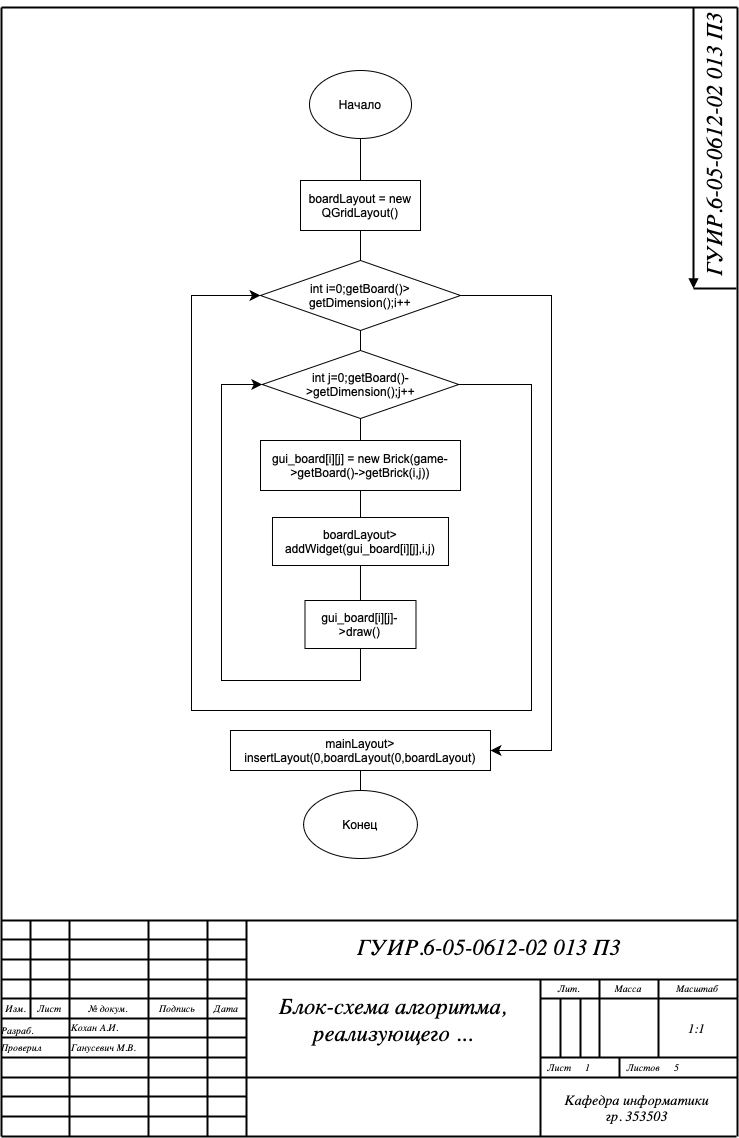 ГУИР.6-05-0612-02 013 ПЗ
Начало
boardLayout = new
QGridLayout()
int i=0;getBoard()>
getDimension();i++
int j=0;getBoard()-
>getDimension();j++
gui_board[i][j] = new Brick(game-
>getBoard()->getBrick(i,j))
boardLayout>
addWidget(gui_board[i][j],i,j)
gui_board[i][j]-
>draw()
mainLayout>
insertLayout(0,boardLayout(0,boardLayout)
Конец
ГУИР.6-05-0612-02 013 ПЗ
Блок-схема алгоритма,
реализующего ...
Лит. Масса Масштаб
1:1
Изм. Лист № докум. Подпись Дата
Разраб. Кохан А.И.
Проверил Ганусевич М.В.
Лист 1 Листов 5
Кафедра информатики
гр. 353503